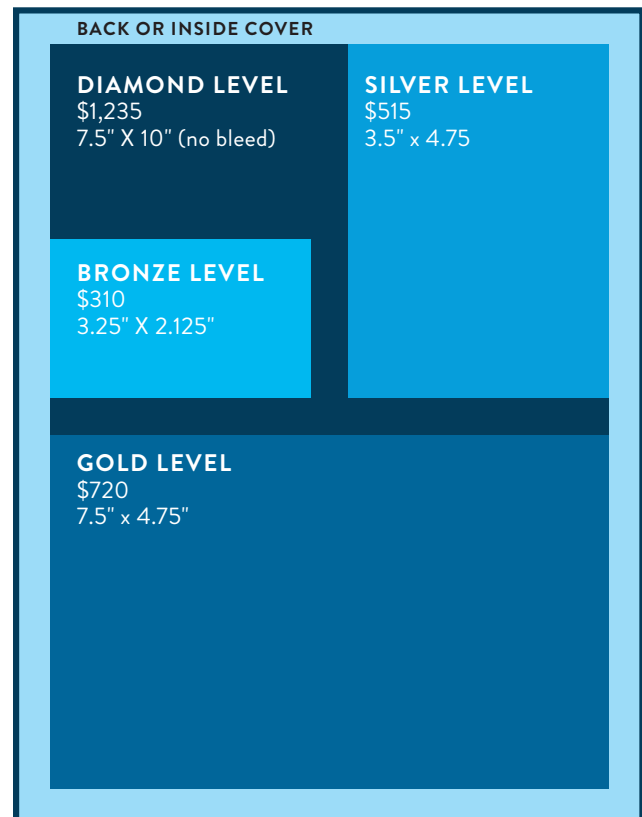 BACK OR INSIDE COVER
DIAMOND LEVEL
$1,235
7.5" X 10" (no bleed)
SILVER LEVEL
$515
3.5" x 4.75
BRONZE LEVEL
$310
3.25" X 2.125"
GOLD LEVEL
$720
7.5" x 4.75"